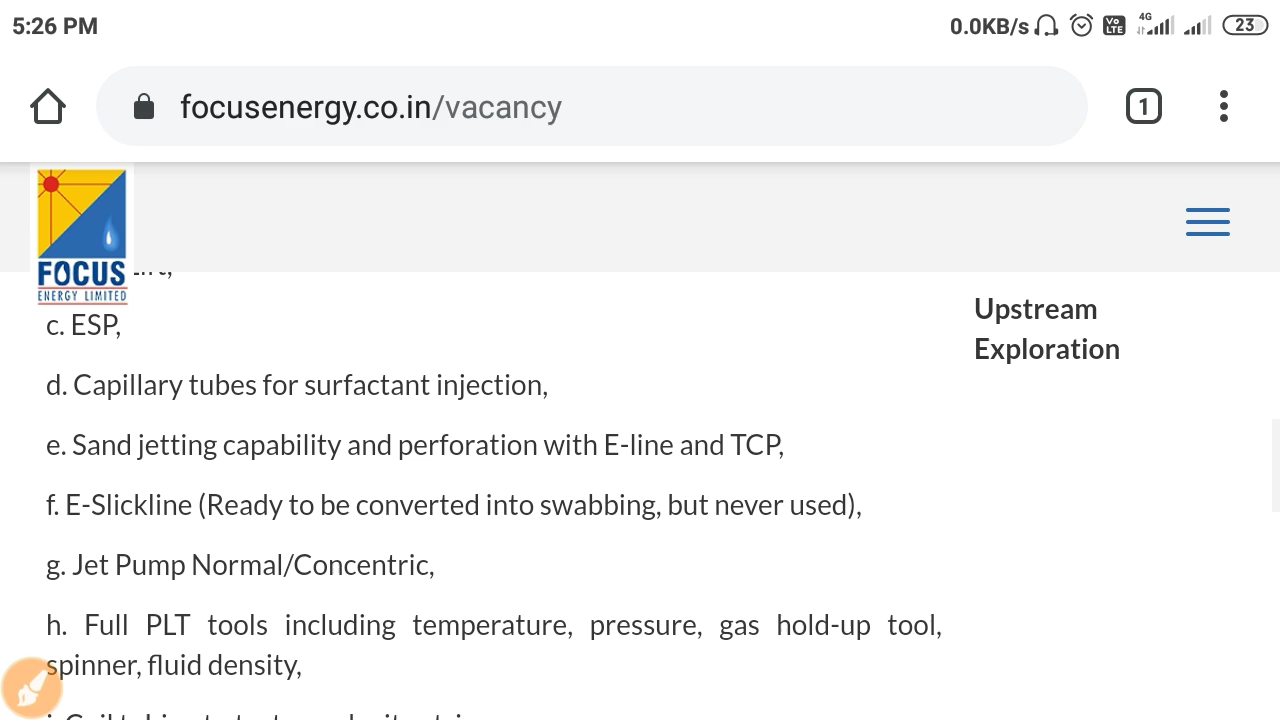 5:26 PM
0.0KB/s
Vo
LTE
4G
23
focusenergy.co.in/vacancy
1
FOCUS
ENERGY LIMITED
Upstream
Exploration
c. ESP,
d. Capillary tubes for surfactant injection,
e. Sand jetting capability and perforation with E-line and TCP,
f. E-Slickline (Ready to be converted into swabbing, but never used),
g. Jet Pump Normal/Concentric,
h. Full PLT tools including temperature, pressure, gas hold-up tool,
spinner, fluid density,